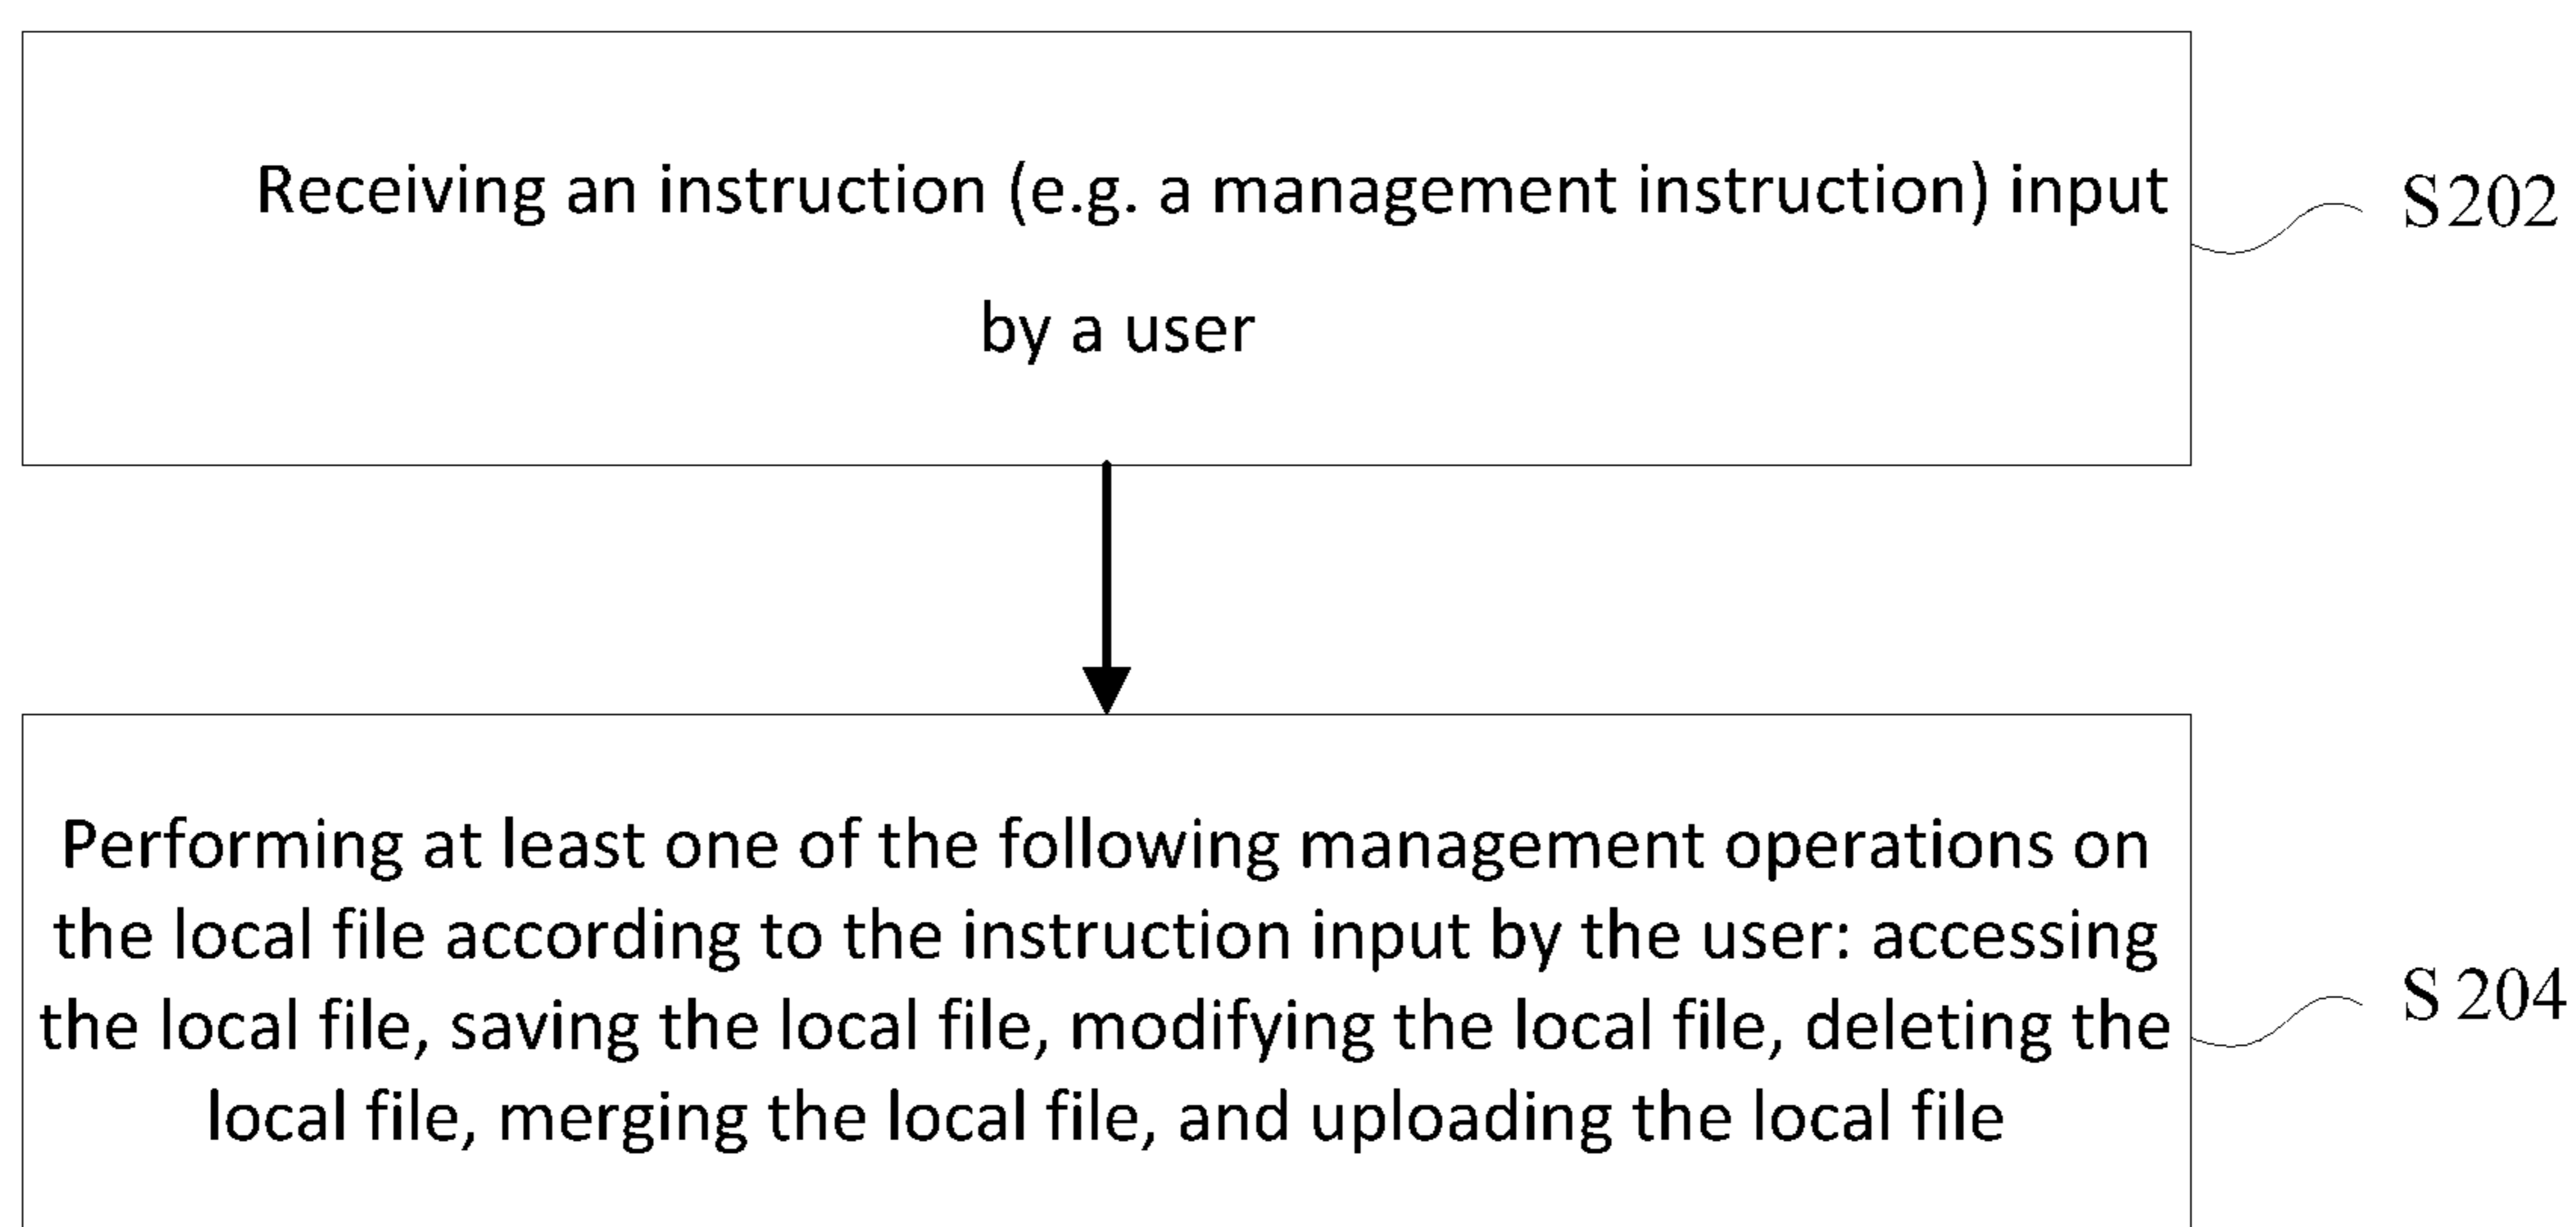 Receiving an instruction (e.g. a management instruction) input
by a user
S202
Performing at least one of the following management operations on
the local file according to the instruction input by the user: accessing
the local file, saving the local file, modifying the local file, deleting the
local file, merging the local file, and uploading the local file
S 204